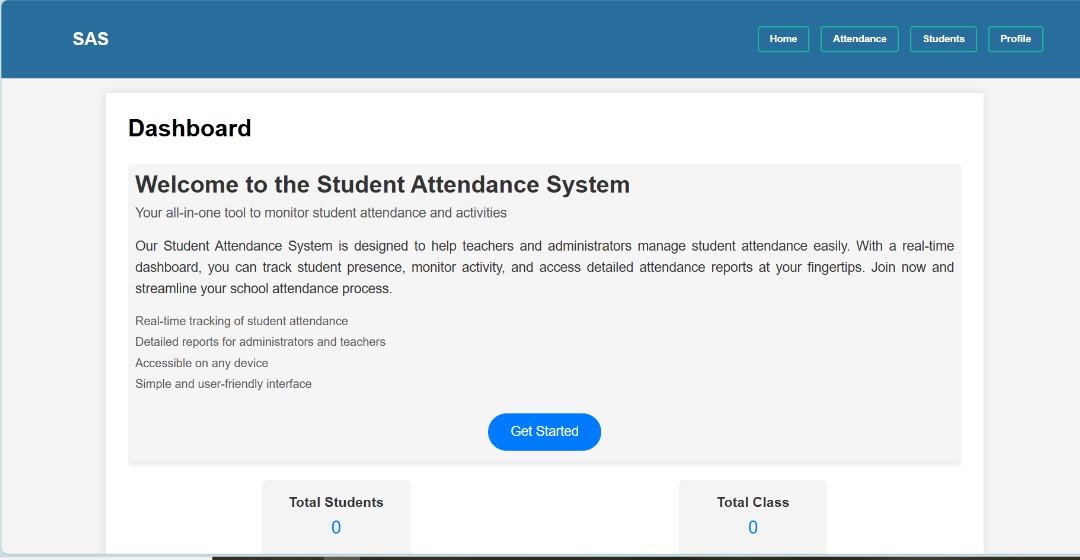 SAS
Home
Attendance
Students
Profile
Dashboard
Welcome to the Student Attendance System
Your all-in-one tool to monitor student attendance and activities
Our Student Attendance System is designed to help teachers and administrators manage student attendance easily. With a real-time
dashboard, you can track student presence, monitor activity, and access detailed attendance reports at your fingertips. Join now and
streamline your school attendance process.
Real-time tracking of student attendance
Detailed reports for administrators and teachers
Accessible on any device
Simple and user-friendly interface
Get Started
Total Students
0
Total Class
0